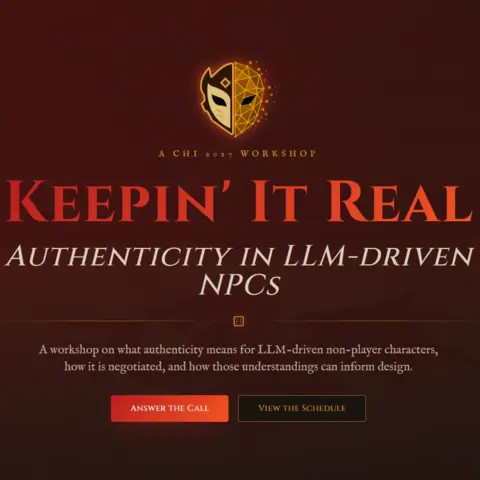 A CHI 2027 WORKSHOP
KEEPIN' IT REAL
AUTHENTICITY IN LLM-DRIVEN
NPCS
A workshop on what authenticity means for LLM-driven non-player characters,
how it is negotiated, and how those understandings can inform design.
ANSWER THE CALL
VIEW THE SCHEDULE